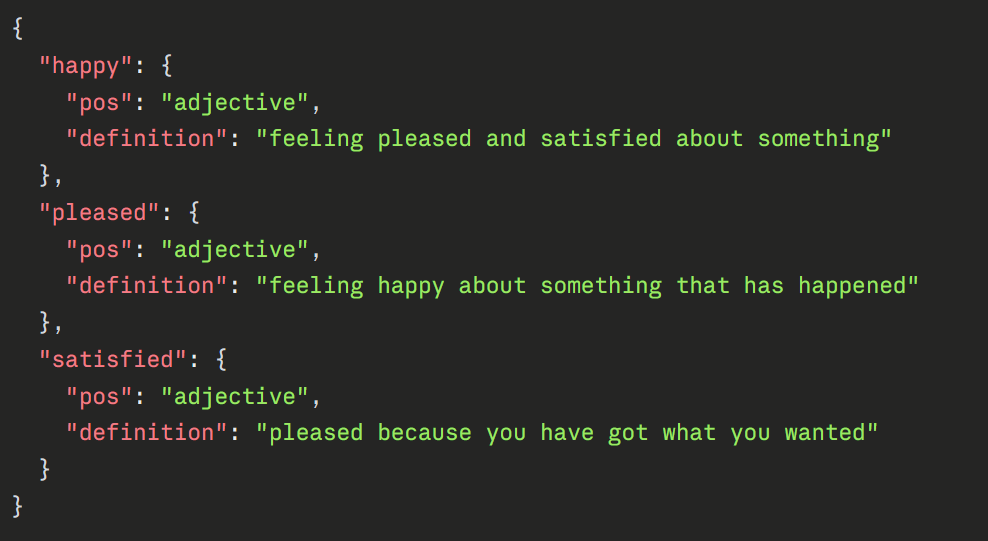 {
  "happy": {
    "pos": "adjective",
    "definition": "feeling pleased and satisfied about something"
  },
  "pleased": {
    "pos": "adjective",
    "definition": "feeling happy about something that has happened"
  },
  "satisfied": {
    "pos": "adjective",
    "definition": "pleased because you have got what you wanted"
  }
}